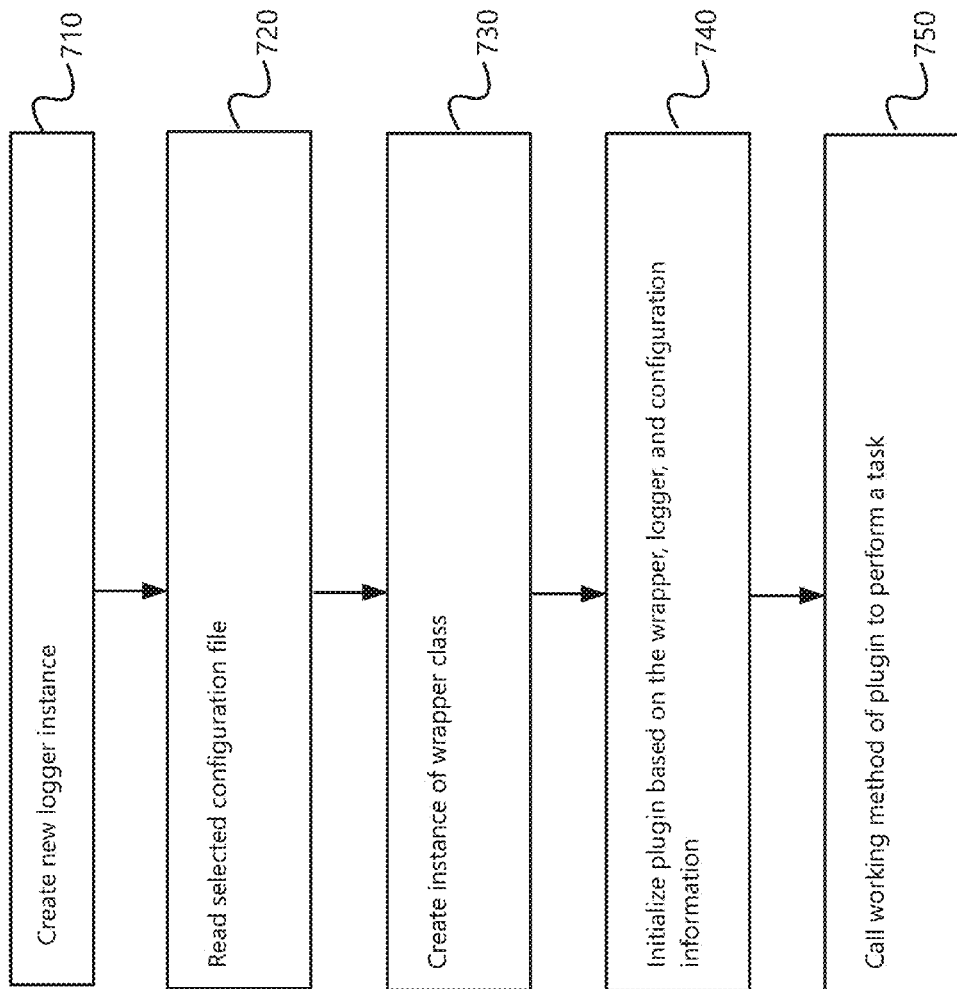 Create new logger instance
710
Read selected configuration file
720
Create instance of wrapper class
730
Initialize plugin based on the wrapper, logger, and configuration
information
740
Call working method of plugin to perform a task
750